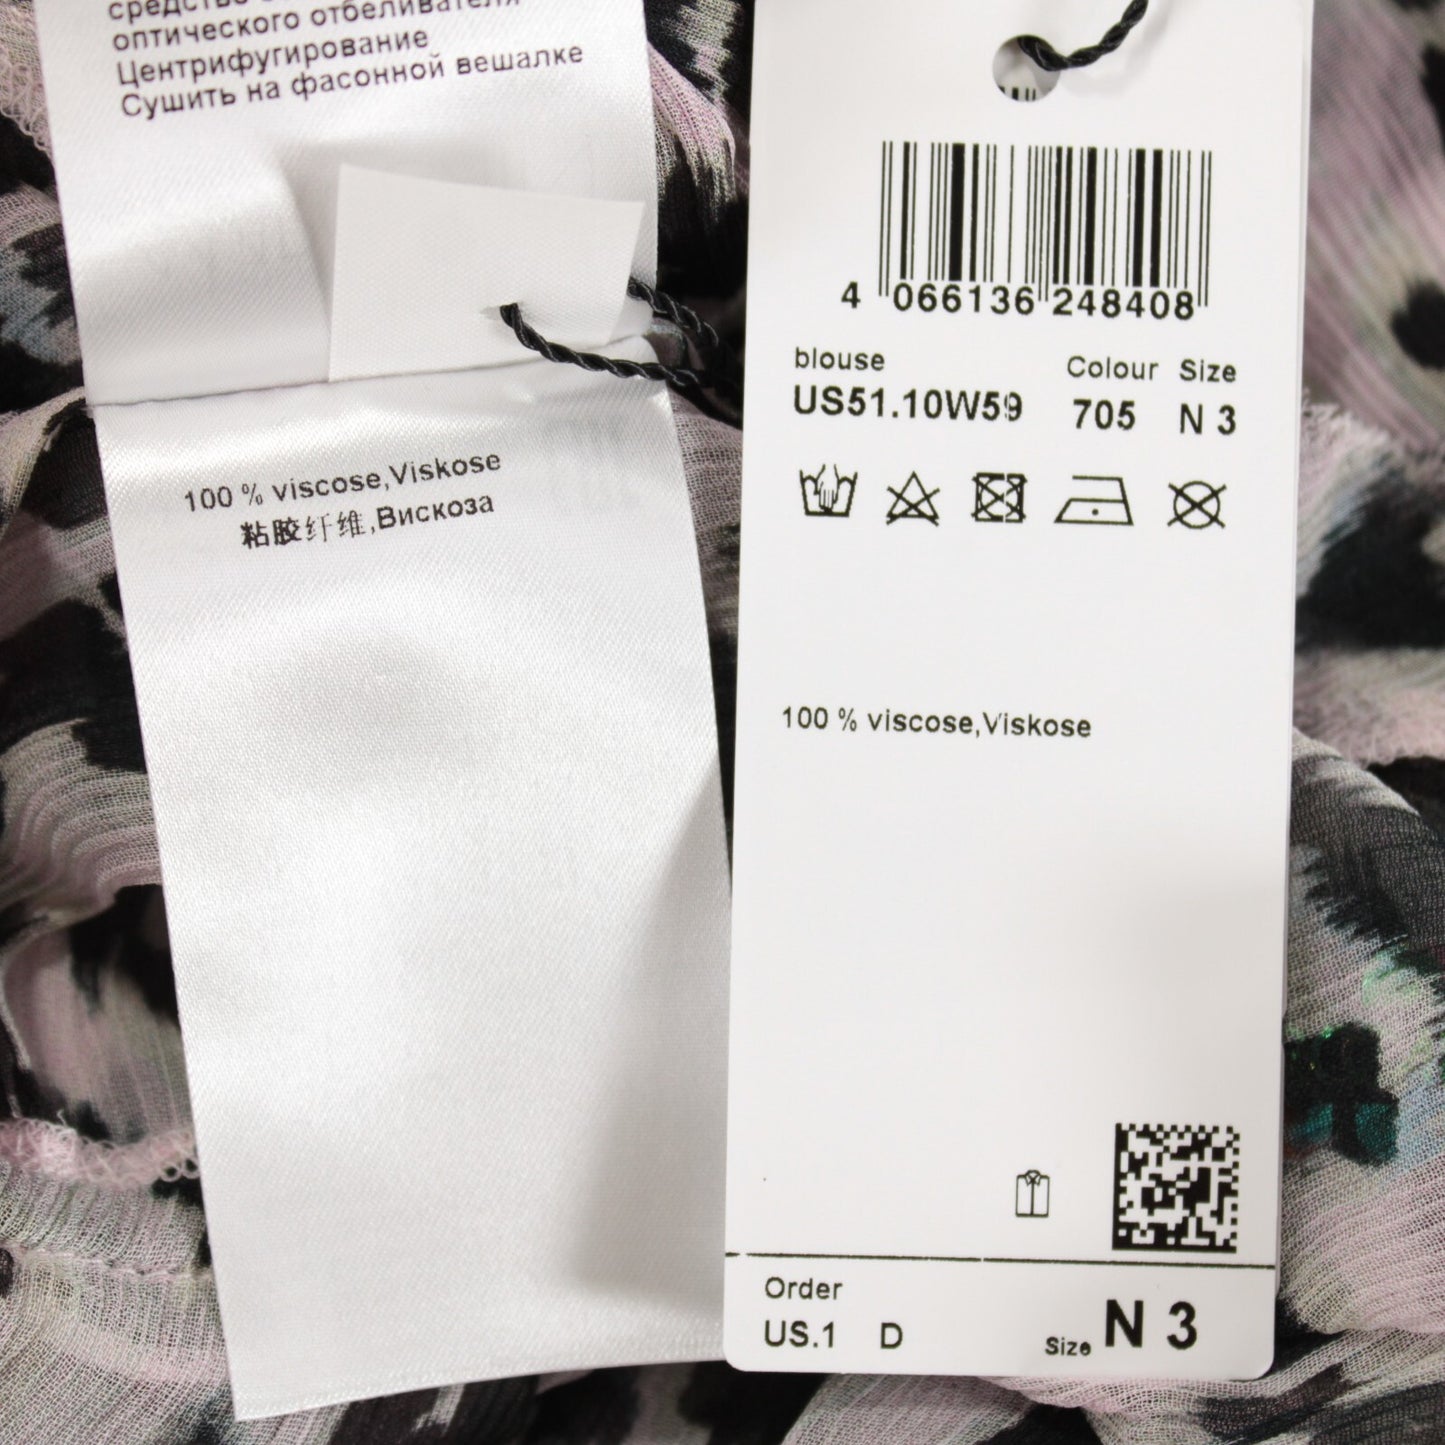 оптического отбеливателя
Центрифугирование
Сушить на фасонной вешалке
100 % viscose,Viskose
粘胶纤维,Вискоза
4 066136 248408
blouse Colour Size
US51.10W59 705 N 3
100 % viscose,Viskose
Order
US.1 D Size N 3